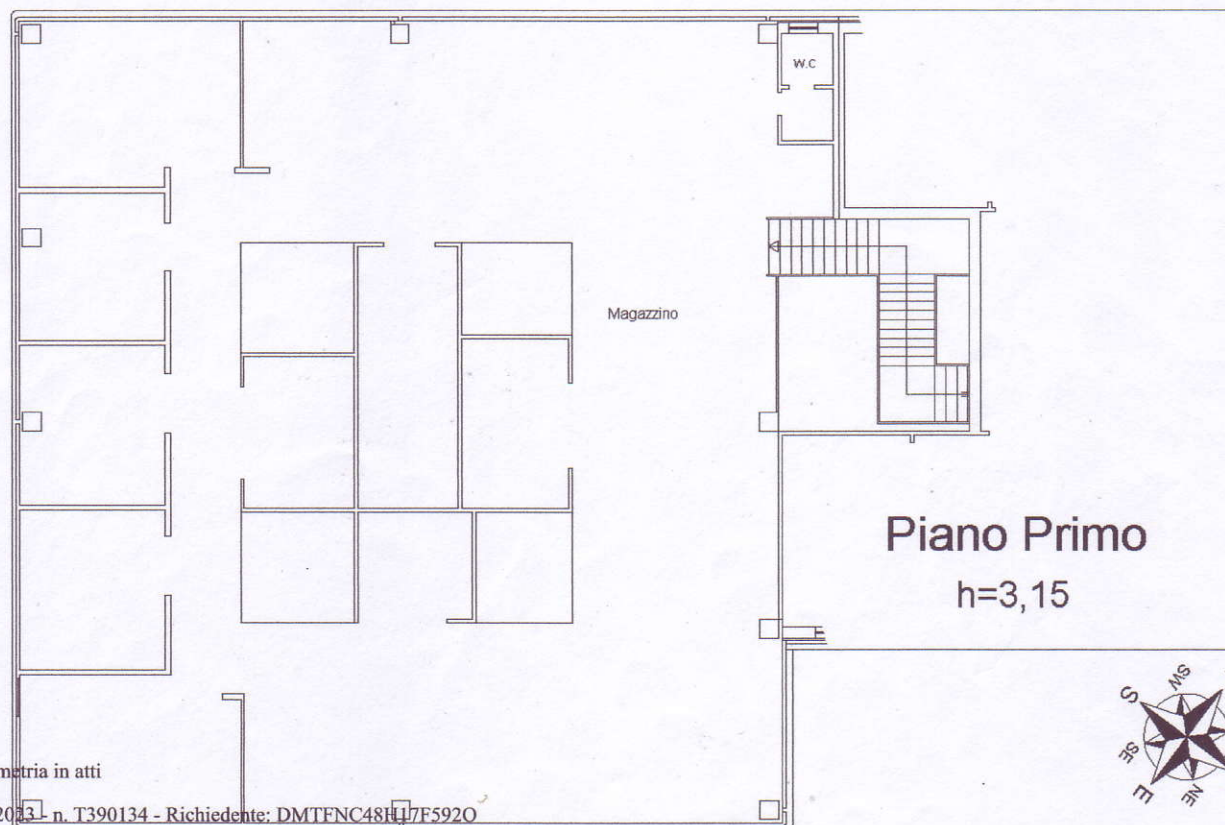 W.C
Magazzino
Piano Primo
h=3,15
SW
S
SE
E
NE
metria in atti
2023 - n. T390134 - Richiedente: DMTFNC48H17F592O